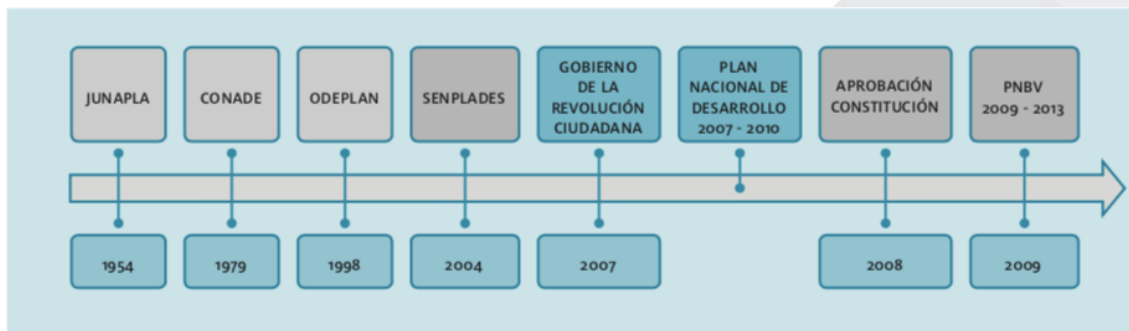 JUNAPLA
CONADE
ODEPLAN
SENPLADES
GOBIERNO
DE LA
REVOLUCIÓN
CIUDADANA
PLAN
NACIONAL DE
DESARROLLO
2007 - 2010
APROBACIÓN
CONSTITUCIÓN
PNBV
2009 - 2013
1954
1979
1998
2004
2007
2008
2009